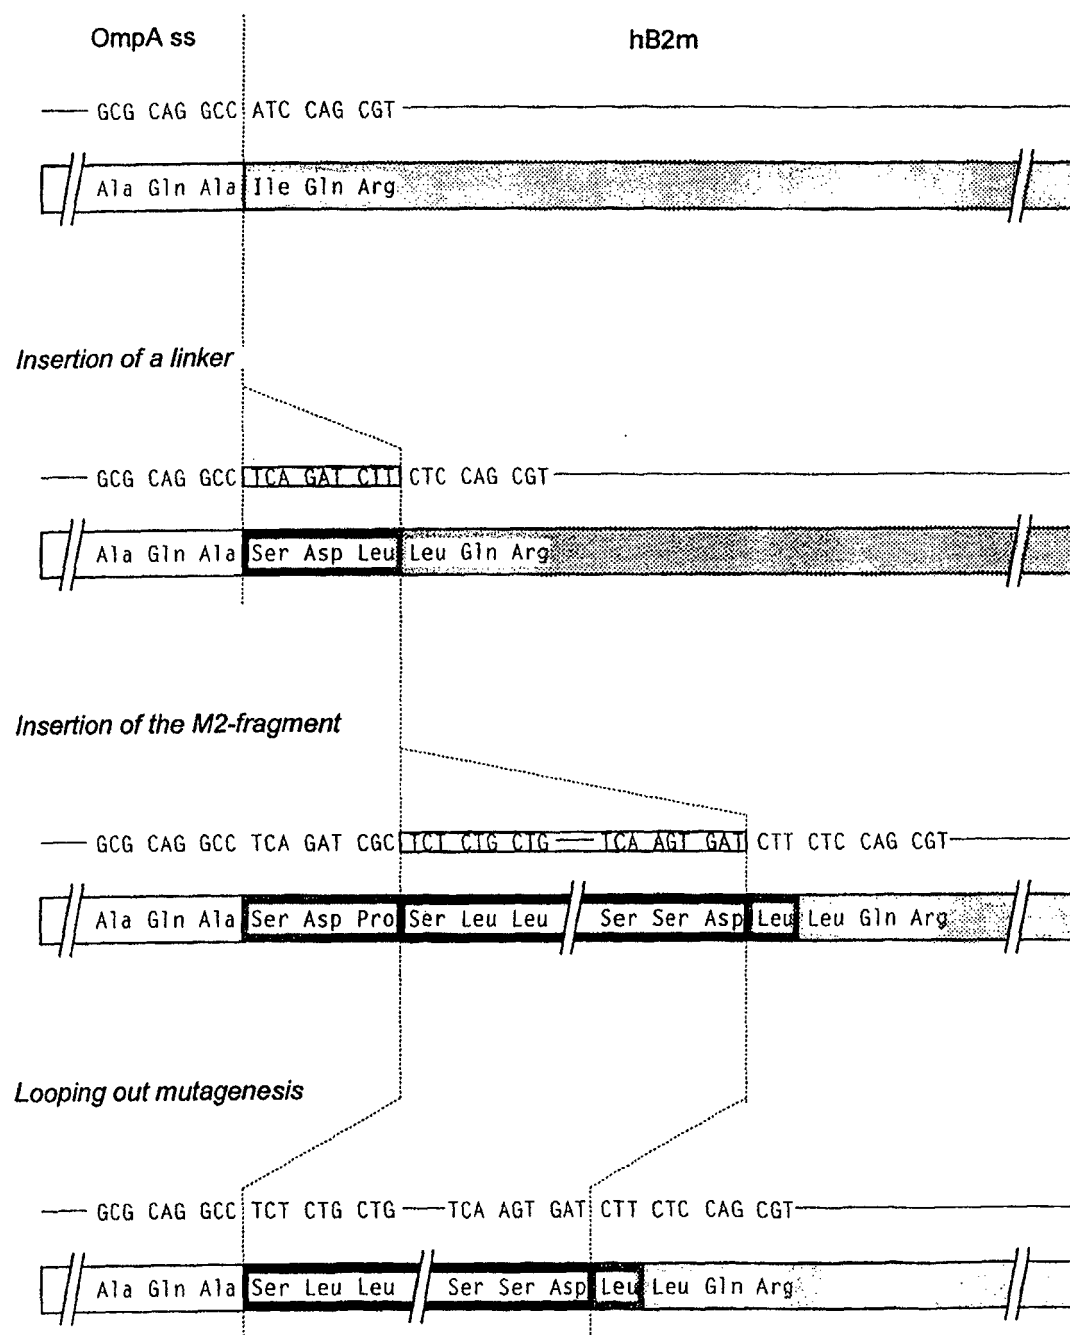 OmpA ss hB2m
GCG CAG GCC ATC CAG CGT
Ala Gln Ala Ile Gln Arg
Insertion of a linker
GCG CAG GCC TCA GAT CTT CTC CAG CGT
Ala Gln Ala Ser Asp Leu Leu Gln Arg
Insertion of the M2-fragment
GCG CAG GCC TCA GAT CGC TCT CTG CTG TCA AGT GAT CTT CTC CAG CGT
Ala Gln Ala Ser Asp Pro Ser Leu Leu Ser Ser Asp Leu Leu Gln Arg
Looping out mutagenesis
GCG CAG GCC TCT CTG CTG TCA AGT GAT CTT CTC CAG CGT
Ala Gln Ala Ser Leu Leu Ser Ser Asp Leu Leu Gln Arg